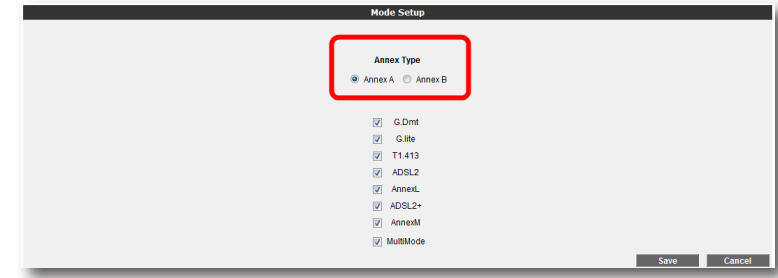 Mode Setup
Annex Type
Annex A Annex B
G.Dmt
G.lite
T1.413
ADSL2
AnnexL
ADSL2+
AnnexM
MultiMode
Save Cancel